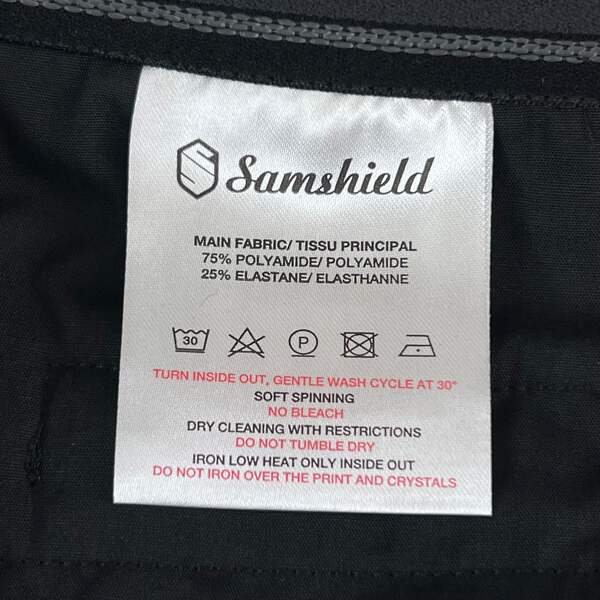 Samshield
MAIN FABRIC/ TISSU PRINCIPAL
75% POLYAMIDE/ POLYAMIDE
25% ELASTANE/ ELASTHANNE
30 P
TURN INSIDE OUT, GENTLE WASH CYCLE AT 30°
SOFT SPINNING
NO BLEACH
DRY CLEANING WITH RESTRICTIONS
DO NOT TUMBLE DRY
IRON LOW HEAT ONLY INSIDE OUT
DO NOT IRON OVER THE PRINT AND CRYSTALS